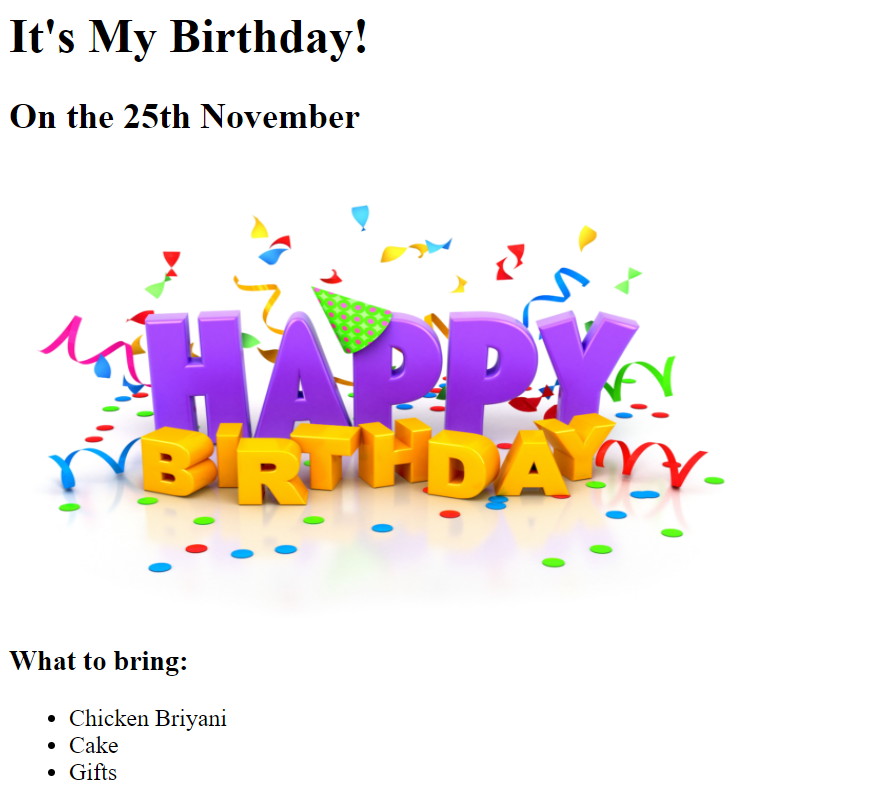 It's My Birthday!
On the 25th November
HAPPY
BIRTHDAY
What to bring:
Chicken Briyani
Cake
Gifts